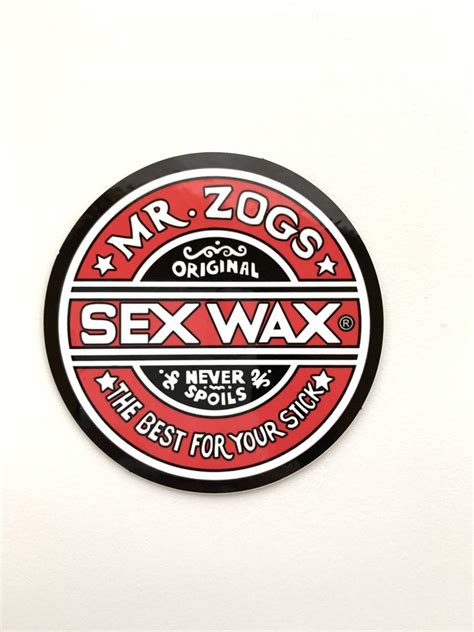 MR. ZOGS
ORIGINAL
SEX WAX®
NEVER
SPOILS
THE BEST FOR YOUR STICK